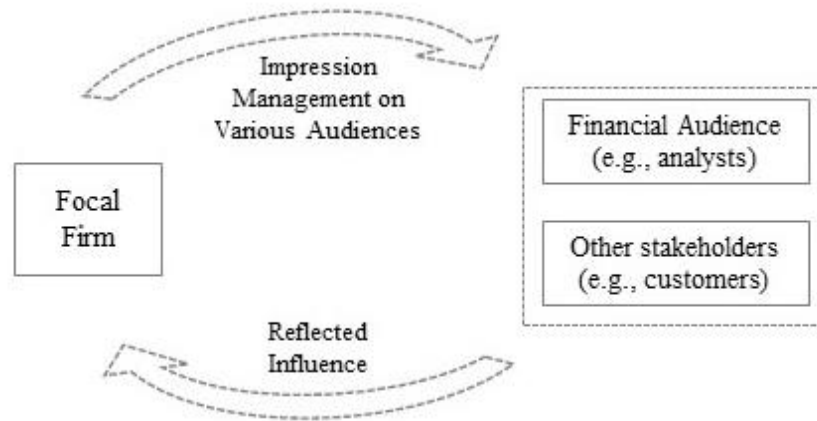 Impression
Management on
Various Audiences
Financial Audience
(e.g., analysts)
Focal
Firm
Other stakeholders
(e.g., customers)
Reflected
Influence